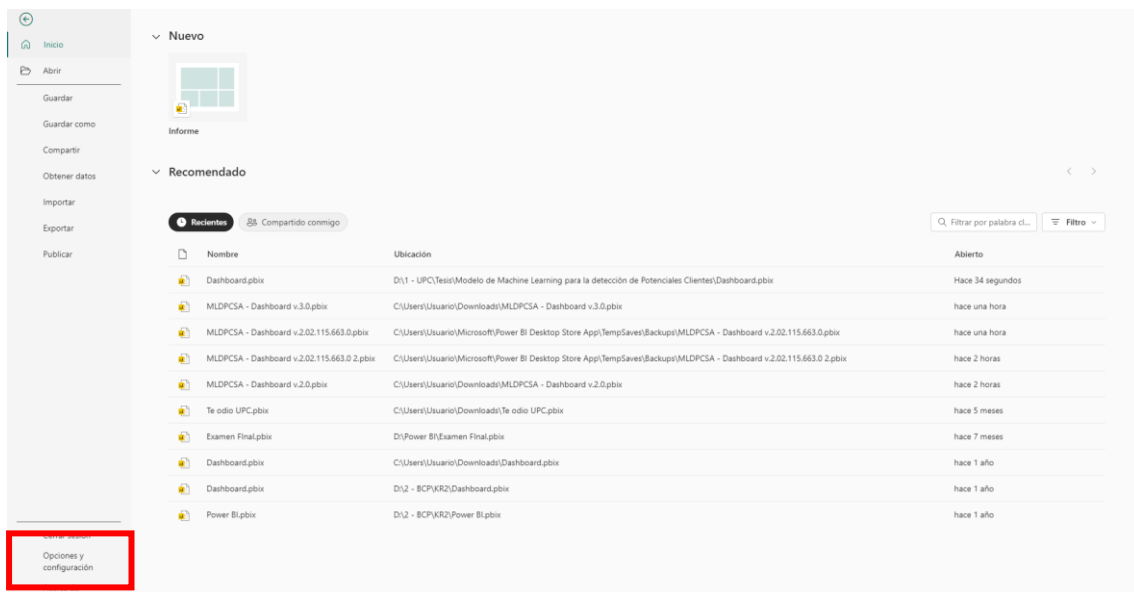 Inicio
Abrir
Guardar
Guardar como
Compartir
Obtener datos
Importar
Exportar
Publicar
Cerrar sesión
Opciones y
configuración
Nuevo
Informe
Recomendado
Recientes
Compartido conmigo
Filtrar por palabra cl...
Filtro
Nombre Ubicación Abierto
Dashboard.pbix D:\1 - UPC\Tesis\Modelo de Machine Learning para la detección de Potenciales Clientes\Dashboard.pbix Hace 34 segundos
MLDPCSA - Dashboard v.3.0.pbix C:\Users\Usuario\Downloads\MLDPCSA - Dashboard v.3.0.pbix hace una hora
MLDPCSA - Dashboard v.2.02.115.663.0.pbix C:\Users\Usuario\Microsoft\Power BI Desktop Store App\TempSaves\Backups\MLDPCSA - Dashboard v.2.02.115.663.0.pbix hace una hora
MLDPCSA - Dashboard v.2.02.115.663.0 2.pbix C:\Users\Usuario\Microsoft\Power BI Desktop Store App\TempSaves\Backups\MLDPCSA - Dashboard v.2.02.115.663.0 2.pbix hace 2 horas
MLDPCSA - Dashboard v.2.0.pbix C:\Users\Usuario\Downloads\MLDPCSA - Dashboard v.2.0.pbix hace 2 horas
Te odio UPC.pbix C:\Users\Usuario\Downloads\Te odio UPC.pbix hace 5 meses
Examen FInal.pbix D:\Power BI\Examen FInal.pbix hace 7 meses
Dashboard.pbix C:\Users\Usuario\Downloads\Dashboard.pbix hace 1 año
Dashboard.pbix D:\2 - BCP\KR2\Dashboard.pbix hace 1 año
Power BI.pbix D:\2 - BCP\KR2\Power BI.pbix hace 1 año